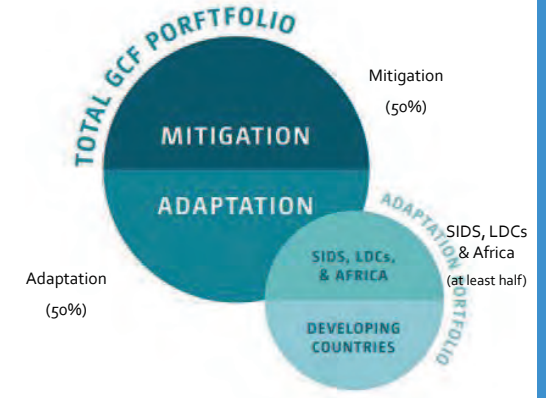 TOTAL GCF PORFTFOLIO
Mitigation
(50%)
MITIGATION
ADAPTATION
ADAPTATION PORTFOLIO
SIDS, LDCs
& Africa
(at least half)
SIDS, LDCs,
& AFRICA
Adaptation
(50%)
DEVELOPING
COUNTRIES